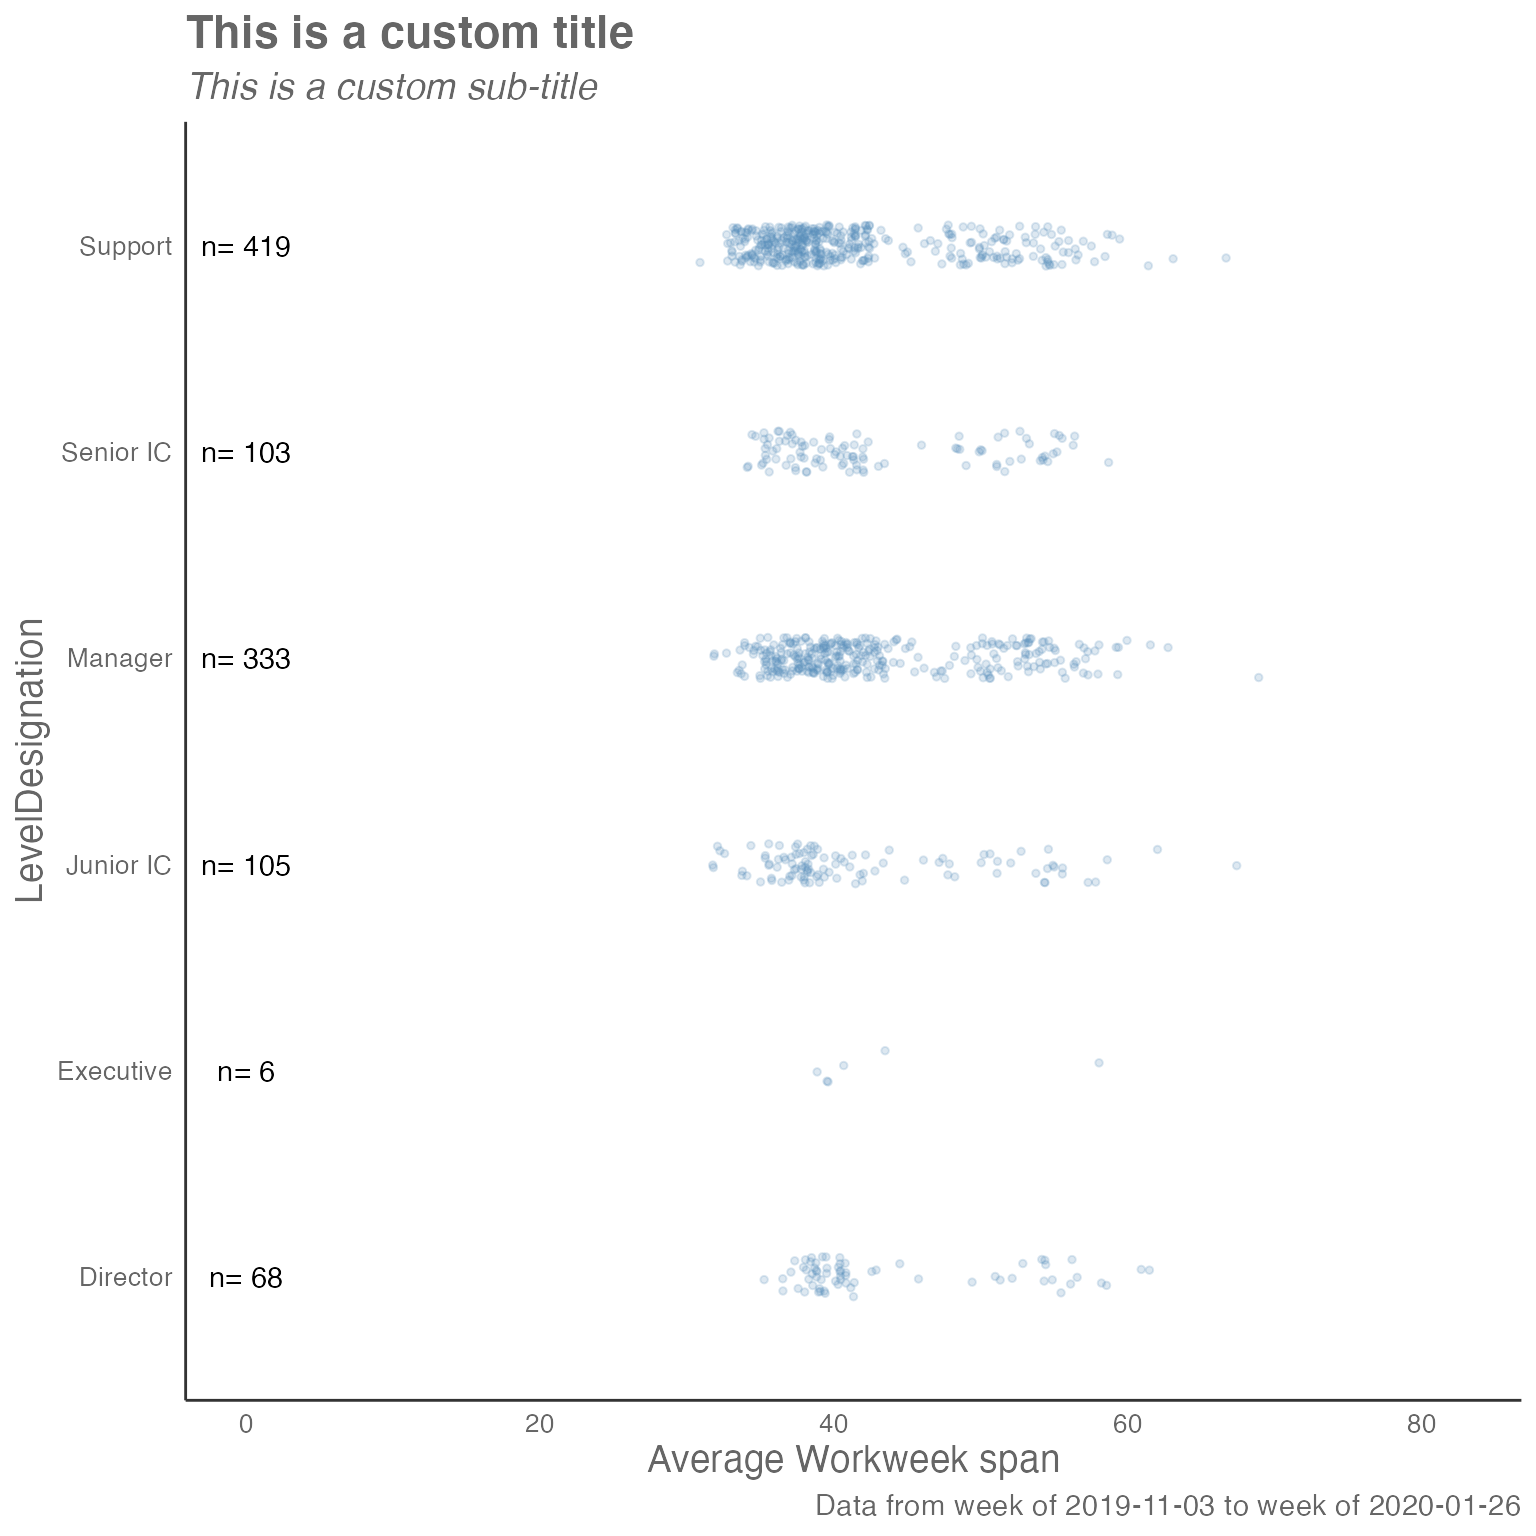 This is a custom title
This is a custom sub-title
LevelDesignation
Support n= 419
Senior IC n= 103
Manager n= 333
Junior IC n= 105
Executive n= 6
Director n= 68
0 20 40 60 80
Average Workweek span
Data from week of 2019-11-03 to week of 2020-01-26